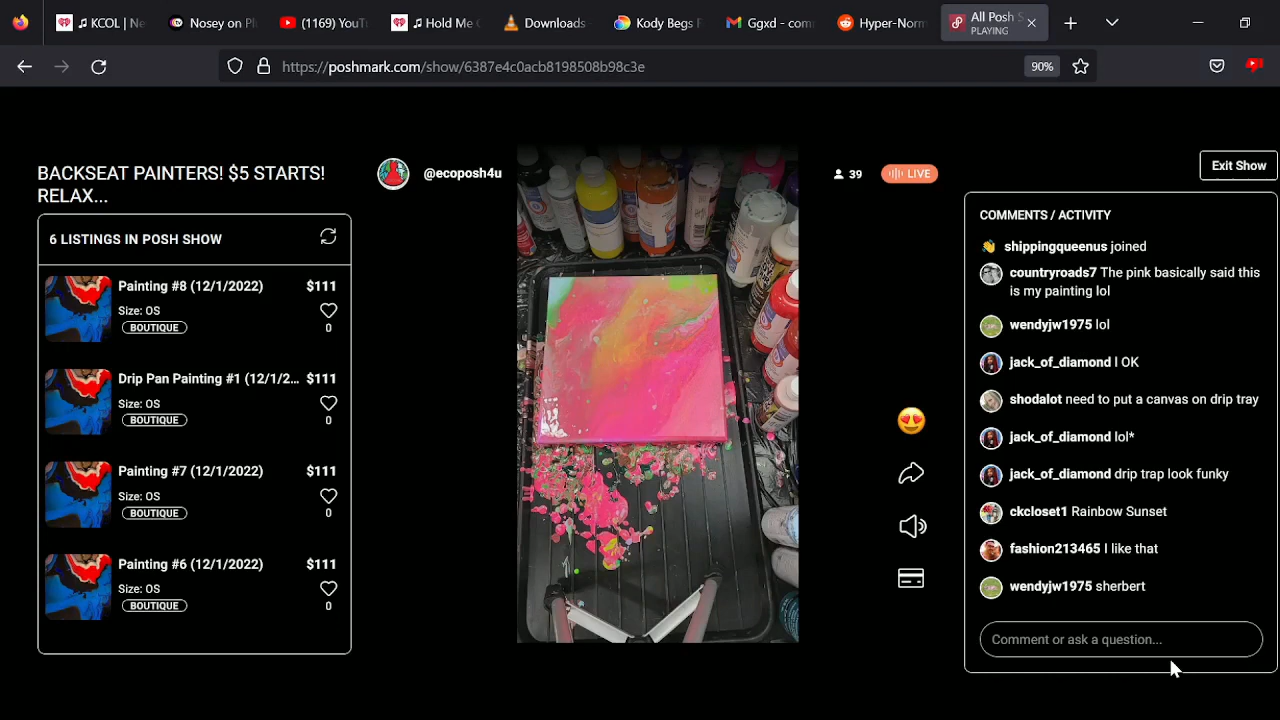 KCOL | Ne
Nosey on Pl
(1169) YouTu
Hold Me C
Downloads
Kody Begs F
Ggxd - com
Hyper-Norm
All Posh S
PLAYING
https://poshmark.com/show/6387e4c0acb8198508b98c3e
90%
BACKSEAT PAINTERS! $5 STARTS!
RELAX...
@ecoposh4u
39
LIVE
Exit Show
6 LISTINGS IN POSH SHOW
Painting #8 (12/1/2022) $111
Size: OS
BOUTIQUE
0
Drip Pan Painting #1 (12/1/2... $111
Size: OS
BOUTIQUE
0
Painting #7 (12/1/2022) $111
Size: OS
BOUTIQUE
0
Painting #6 (12/1/2022) $111
Size: OS
BOUTIQUE
0
COMMENTS / ACTIVITY
shippingqueenus joined
countryroads7 The pink basically said this
is my painting lol
wendyjw1975 lol
jack_of_diamond l OK
shodalot need to put a canvas on drip tray
jack_of_diamond lol*
jack_of_diamond drip trap look funky
ckcloset1 Rainbow Sunset
fashion213465 I like that
wendyjw1975 sherbert
Comment or ask a question...